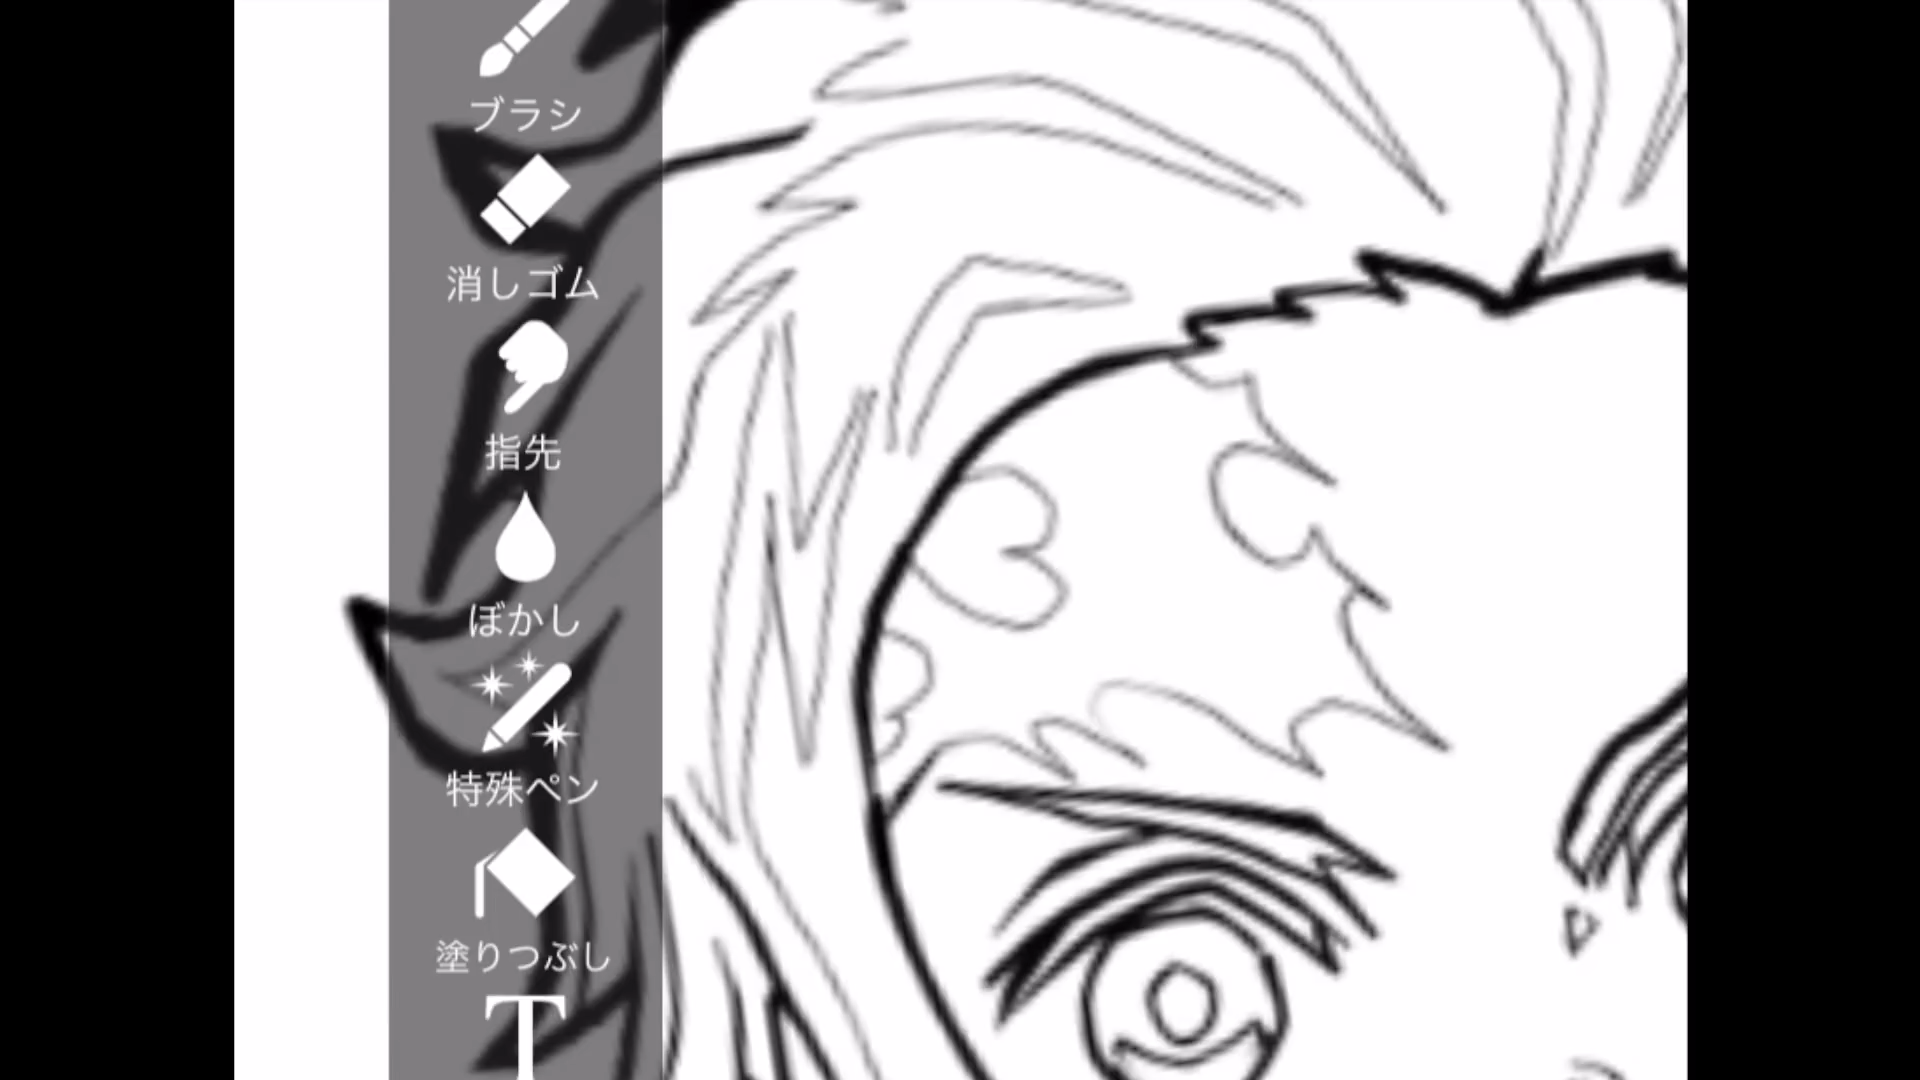 ブラシ
消しゴム
指先
ぼかし
特殊ペン
塗りつぶし